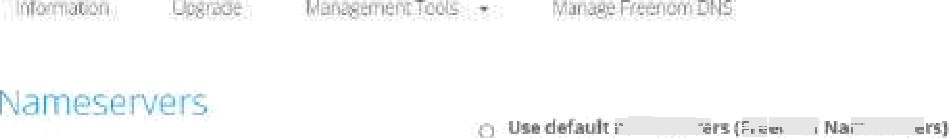 Information Upgrade Management Tools Manage Freenom DNS
Nameservers
Use default